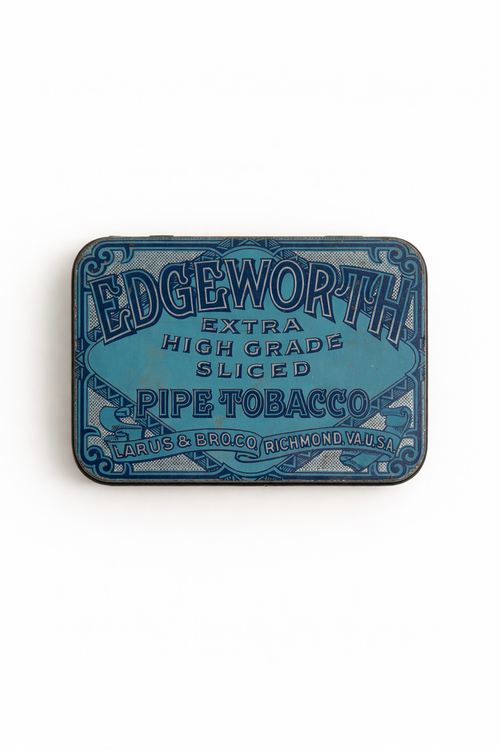 EDGEWORTH
EXTRA
HIGH GRADE
SLICED
PIPE TOBACCO
LARUS & BRO.CO. RICHMOND, VA.U.S.A.